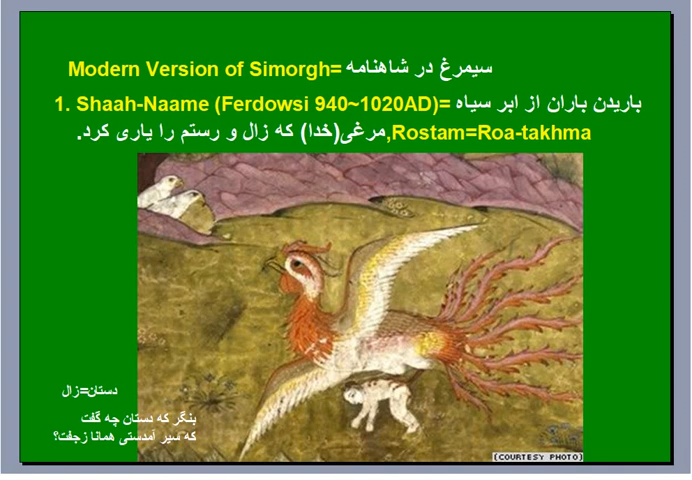 Modern Version of Simorgh= سیمرغ در شاهنامه
1. Shaah-Naame (Ferdowsi 940~1020AD)= باریدن باران از ابر سیاه
Rostam=Roa-takhma,مرغی(خدا) که زال و رستم را یاری کرد.
دستان=زال
بنگر که دستان چه گفت
که سیر آمدستی همانا زجفت؟
(COURTESY PHOTO)